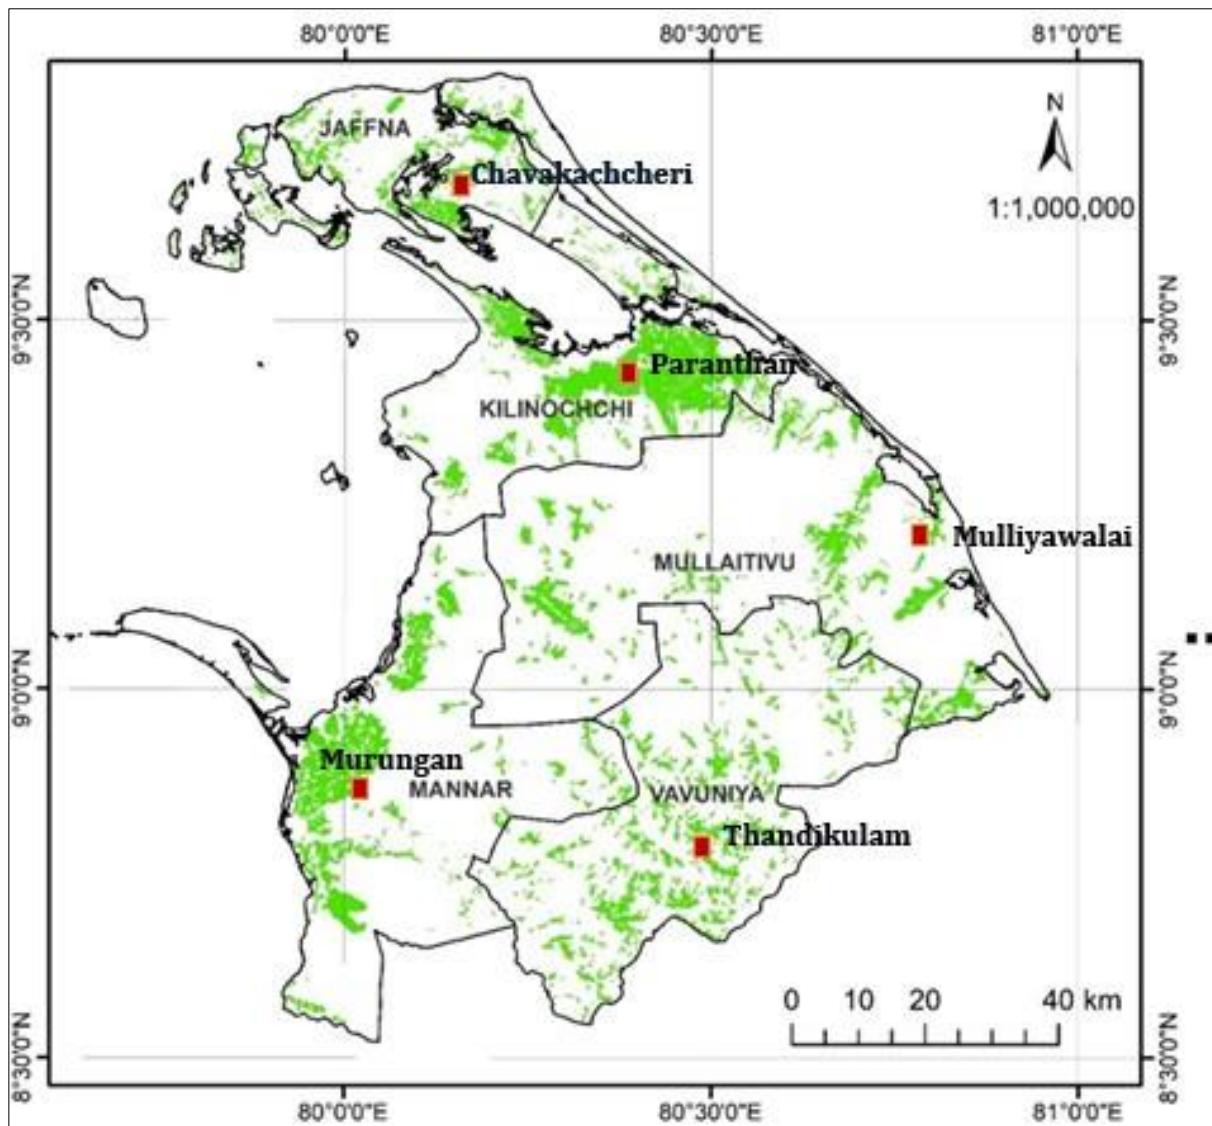 80°0'0"E 80°30'0"E 81°0'0"E
N
JAFFNA
Chavakachcheri
1:1,000,000
9°30'0"N 9°30'0"N
Paranthan
KILINOCHCHI
Mulliyawalai
MULLAITIVU
9°0'0"N 9°0'0"N
Murungan
MANNAR
VAVUNIYA
Thandikulam
0 10 20 40 km
8°30'0"N 8°30'0"N
80°0'0"E 80°30'0"E 81°0'0"E